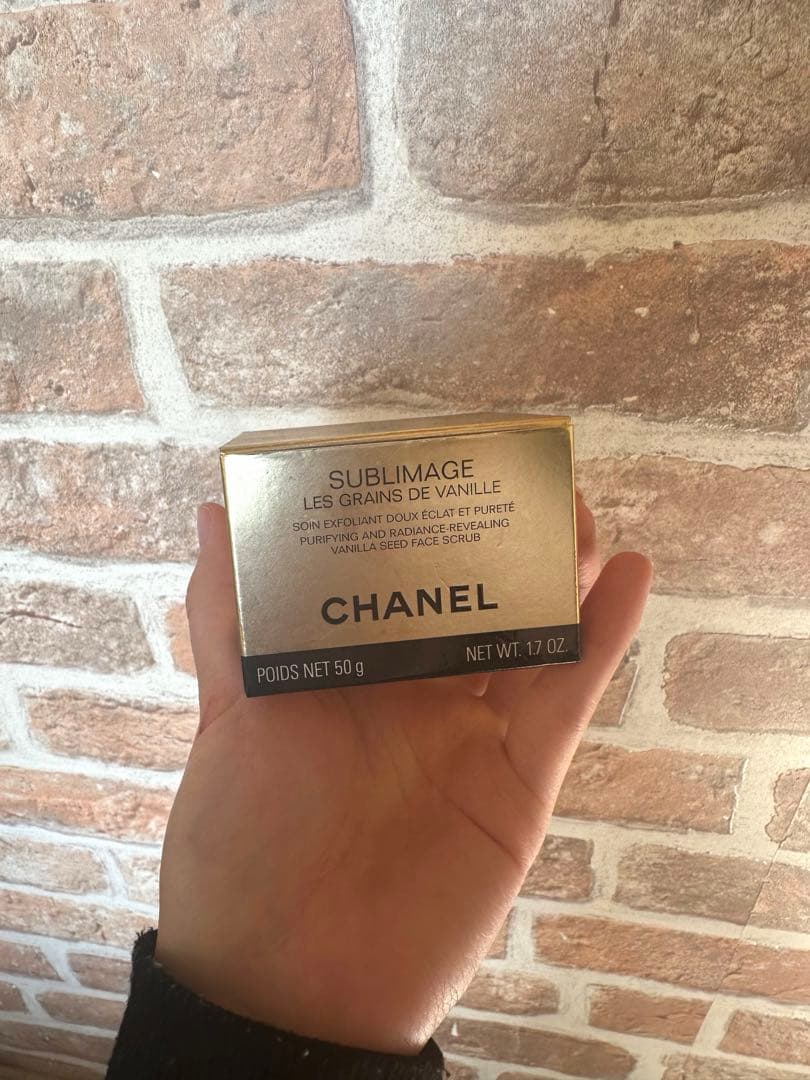 SUBLIMAGE
LES GRAINS DE VANILLE
SOIN EXFOLIANT DOUX ÉCLAT ET PURETÉ
PURIFYING AND RADIANCE-REVEALING
VANILLA SEED FACE SCRUB
CHANEL
POIDS NET 50 g NET WT. 1.7 OZ.